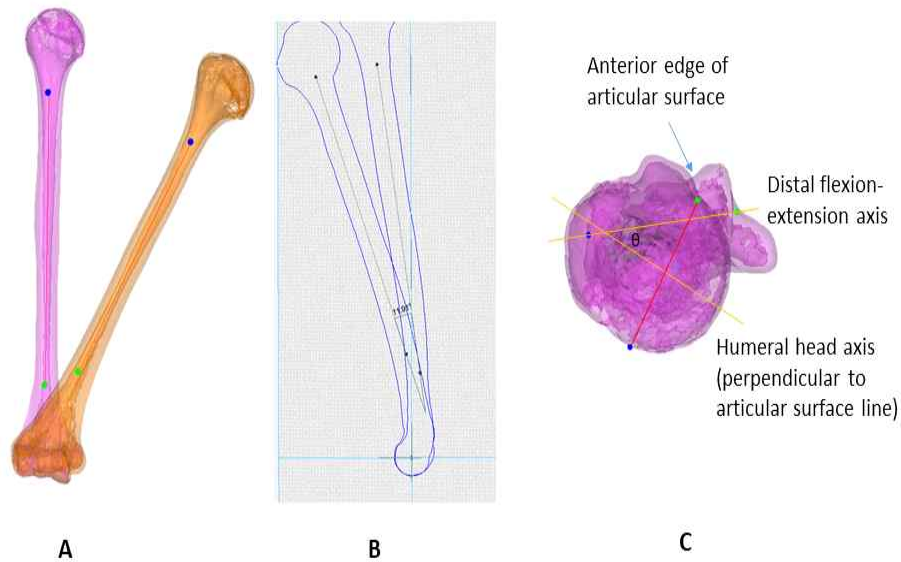 Anterior edge of
articular surface
Distal flexion-
extension axis
θ
Humeral head axis
(perpendicular to
articular surface line)
A
B
C